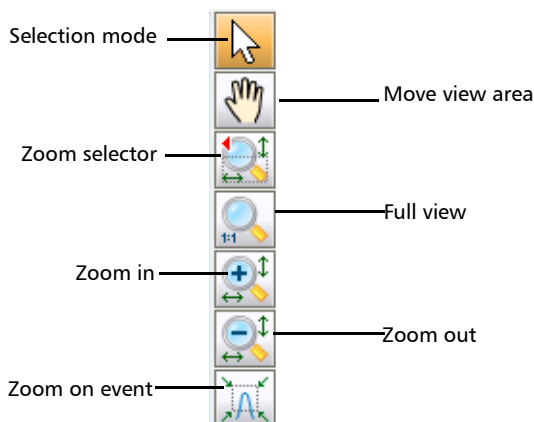 Selection mode
Move view area
Zoom selector
Full view
1:1
Zoom in
Zoom out
Zoom on event